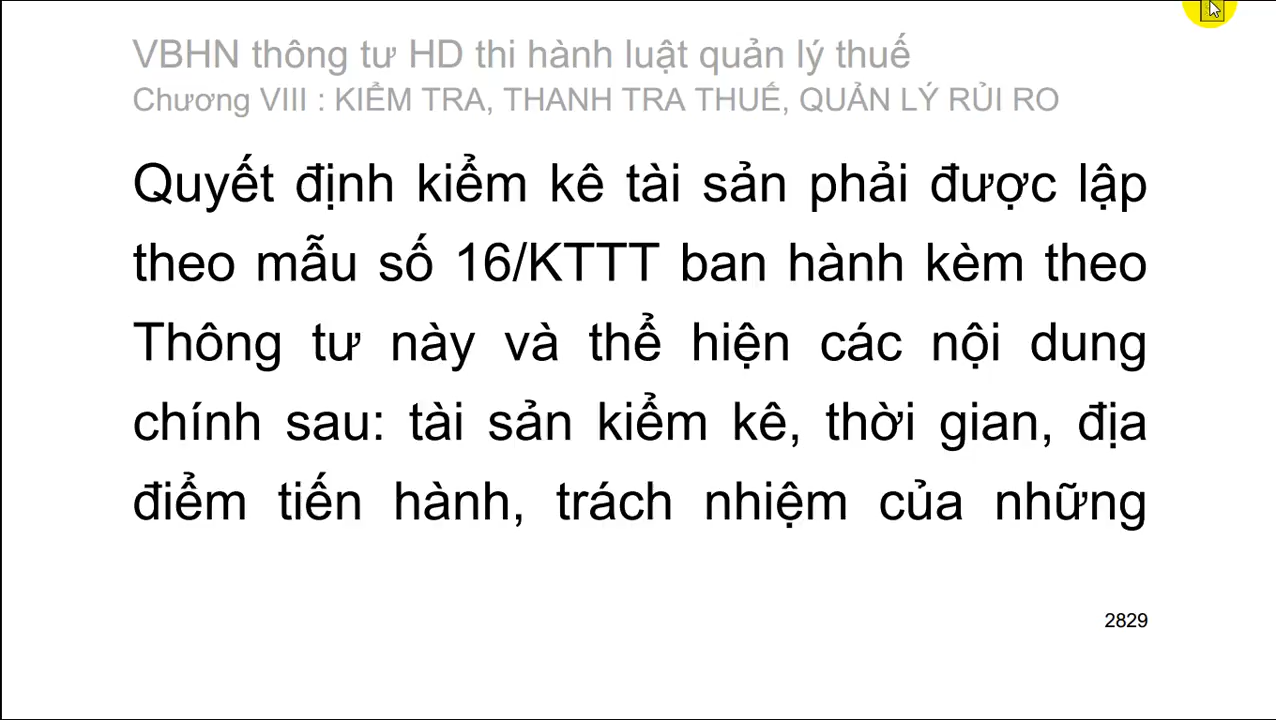 VBHN thông tư HD thi hành luật quản lý thuế
Chương VIII : KIỂM TRA, THANH TRA THUẾ, QUẢN LÝ RỦI RO
Quyết định kiểm kê tài sản phải được lập
theo mẫu số 16/KTTT ban hành kèm theo
Thông tư này và thể hiện các nội dung
chính sau: tài sản kiểm kê, thời gian, địa
điểm tiến hành, trách nhiệm của những
2829